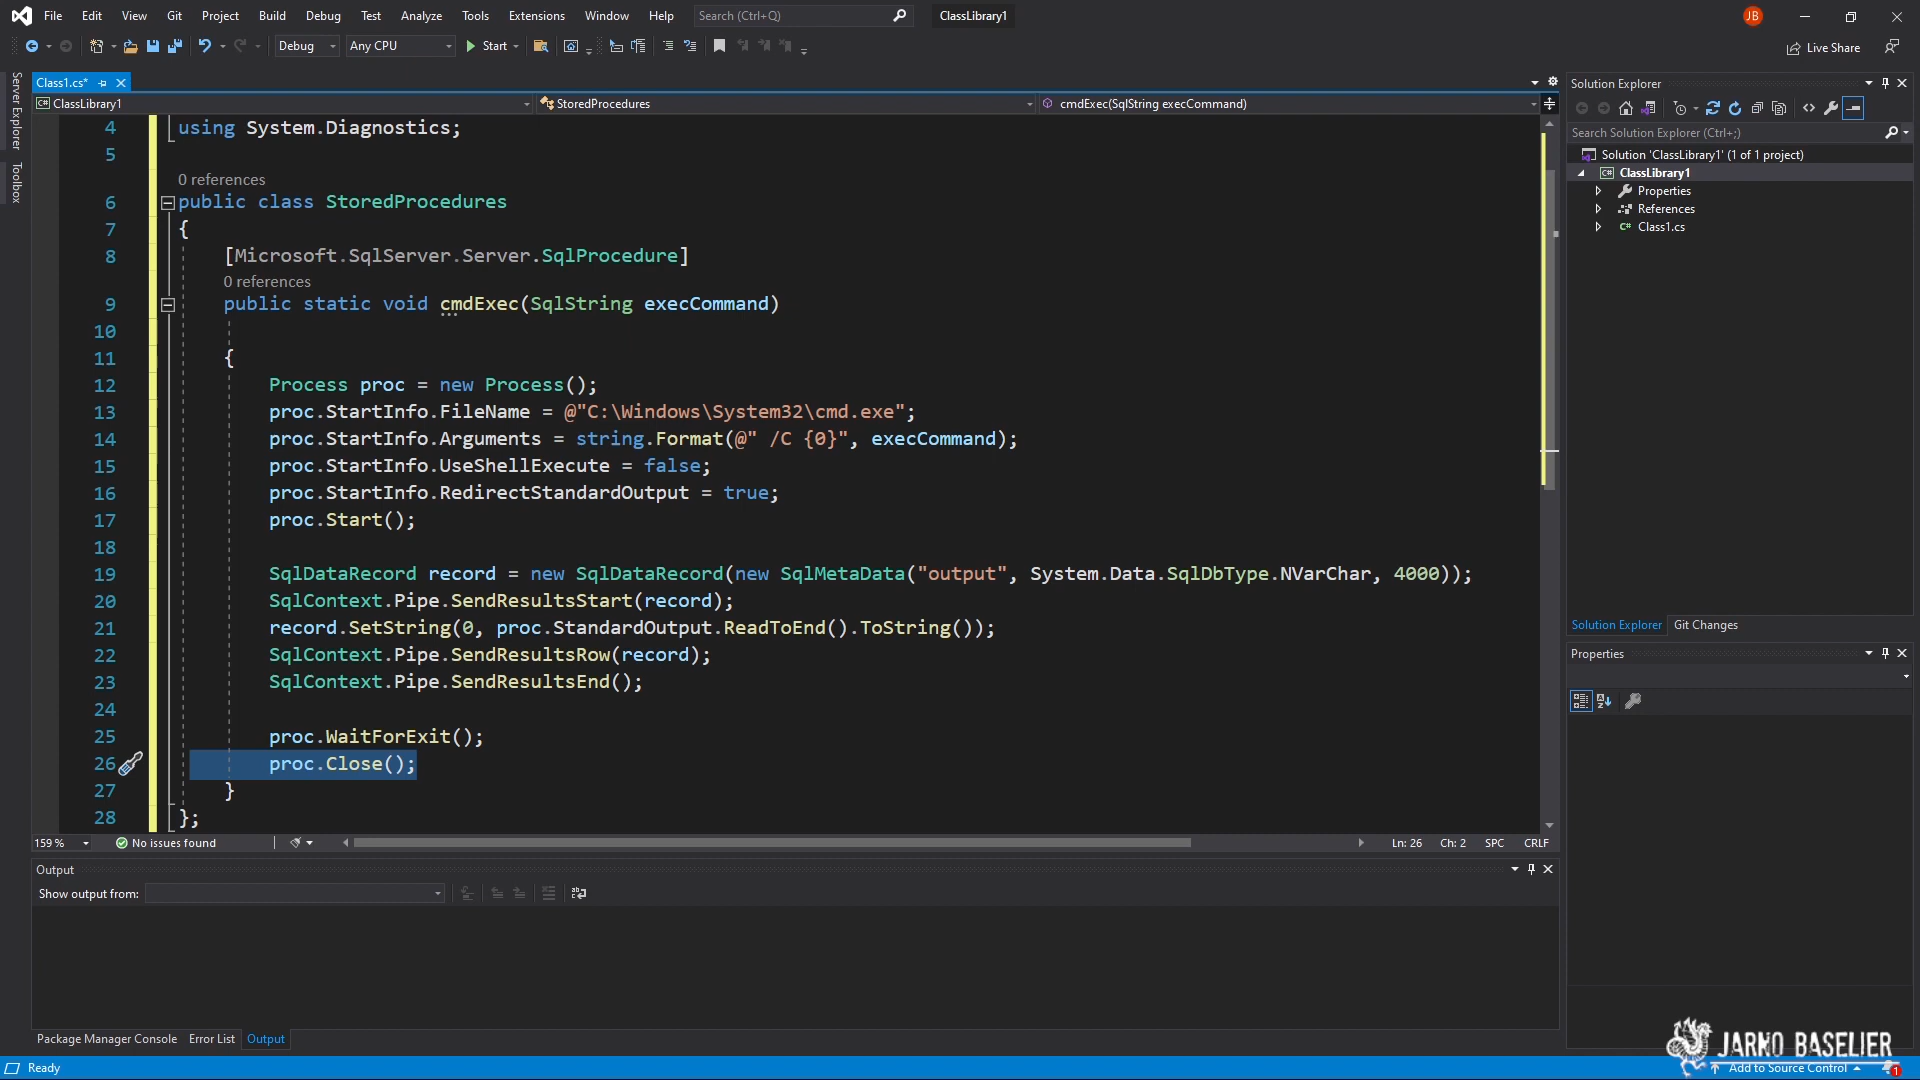 File Edit View Git Project Build Debug Test Analyze Tools Extensions Window Help Search (Ctrl+Q) ClassLibrary1 JB
Debug Any CPU Start Live Share
Server Explorer
Toolbox
Class1.cs*
ClassLibrary1 StoredProcedures cmdExec(SqlString execCommand)
4 using System.Diagnostics;
5
0 references
6 public class StoredProcedures
7 {
8 [Microsoft.SqlServer.Server.SqlProcedure]
0 references
9 public static void cmdExec(SqlString execCommand)
10
11 {
12 Process proc = new Process();
13 proc.StartInfo.FileName = @"C:\Windows\System32\cmd.exe";
14 proc.StartInfo.Arguments = string.Format(@" /C {0}", execCommand);
15 proc.StartInfo.UseShellExecute = false;
16 proc.StartInfo.RedirectStandardOutput = true;
17 proc.Start();
18
19 SqlDataRecord record = new SqlDataRecord(new SqlMetaData("output", System.Data.SqlDbType.NVarChar, 4000));
20 SqlContext.Pipe.SendResultsStart(record);
21 record.SetString(0, proc.StandardOutput.ReadToEnd().ToString());
22 SqlContext.Pipe.SendResultsRow(record);
23 SqlContext.Pipe.SendResultsEnd();
24
25 proc.WaitForExit();
26 proc.Close();
27 }
28 };
159 % No issues found Ln: 26 Ch: 2 SPC CRLF
Output
Show output from:
Package Manager Console Error List Output
Solution Explorer
Search Solution Explorer (Ctrl+;)
Solution 'ClassLibrary1' (1 of 1 project)
C# ClassLibrary1
Properties
References
C# Class1.cs
Solution Explorer Git Changes
Properties
JARNO BASELIER
Ready Add to Source Control 1